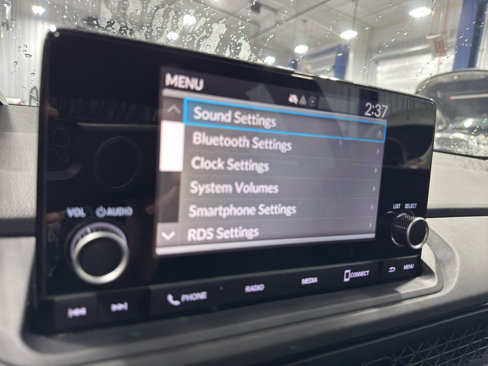 MENU
2:37
Sound Settings
Bluetooth Settings
Clock Settings
System Volumes
Smartphone Settings
RDS Settings
VOL AUDIO
LIST SELECT
PHONE
RADIO
MEDIA
CONNECT
MENU